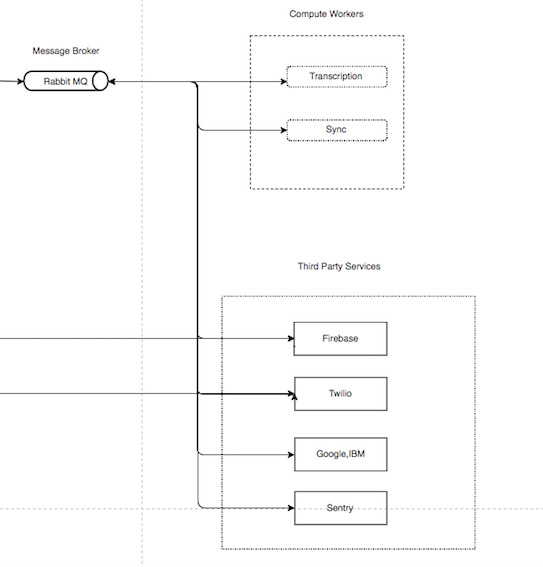 Compute Workers
Message Broker
Rabbit MQ
Transcription
Sync
Third Party Services
Firebase
Twilio
Google,IBM
Sentry